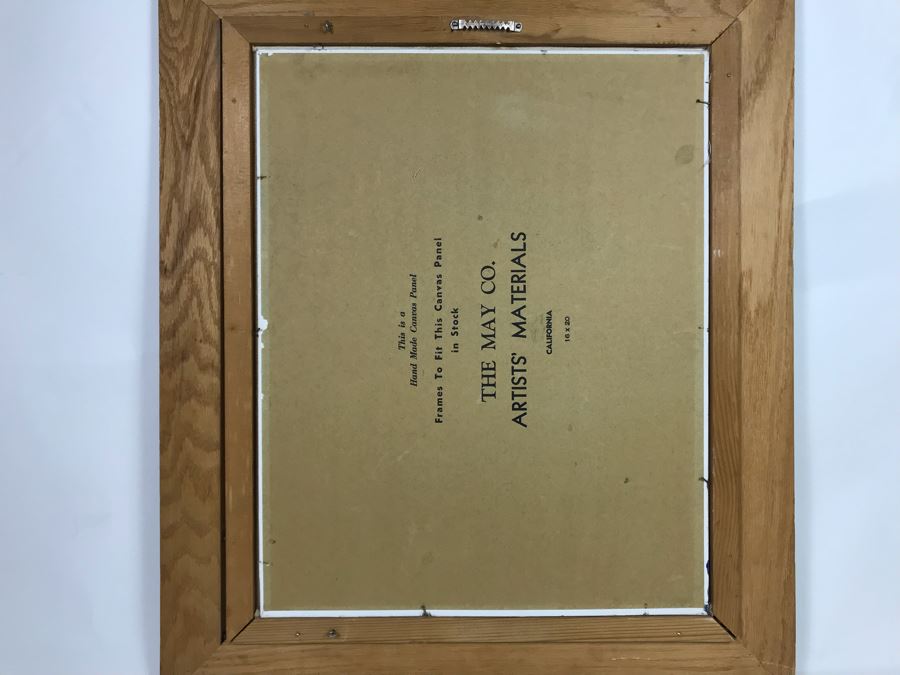 This is a
Hand Made Canvas Panel
Frames To Fit This Canvas Panel
in Stock
THE MAY CO.
ARTISTS' MATERIALS
CALIFORNIA
16 x 20